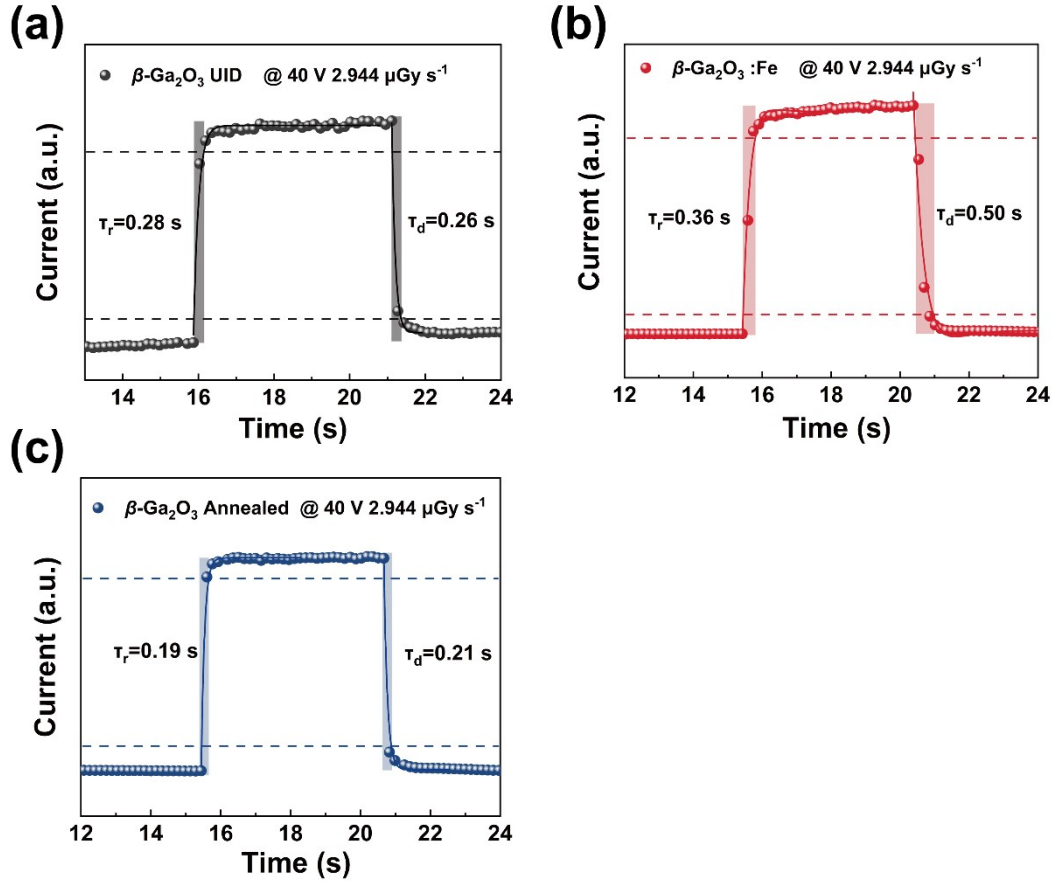 (a)
β-Ga₂O₃ UID @ 40 V 2.944 μGy s⁻¹
τᵣ=0.28 s
τd=0.26 s
Current (a.u.)
14 16 18 20 22 24
Time (s)
(b)
β-Ga₂O₃ :Fe @ 40 V 2.944 μGy s⁻¹
τᵣ=0.36 s
τd=0.50 s
Current (a.u.)
12 14 16 18 20 22 24
Time (s)
(c)
β-Ga₂O₃ Annealed @ 40 V 2.944 μGy s⁻¹
τᵣ=0.19 s
τd=0.21 s
Current (a.u.)
12 14 16 18 20 22 24
Time (s)